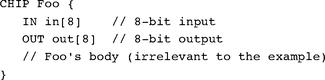 CHIP Foo {
IN in[8] // 8-bit input
OUT out[8] // 8-bit output
// Foo's body (irrelevant to the example)
}